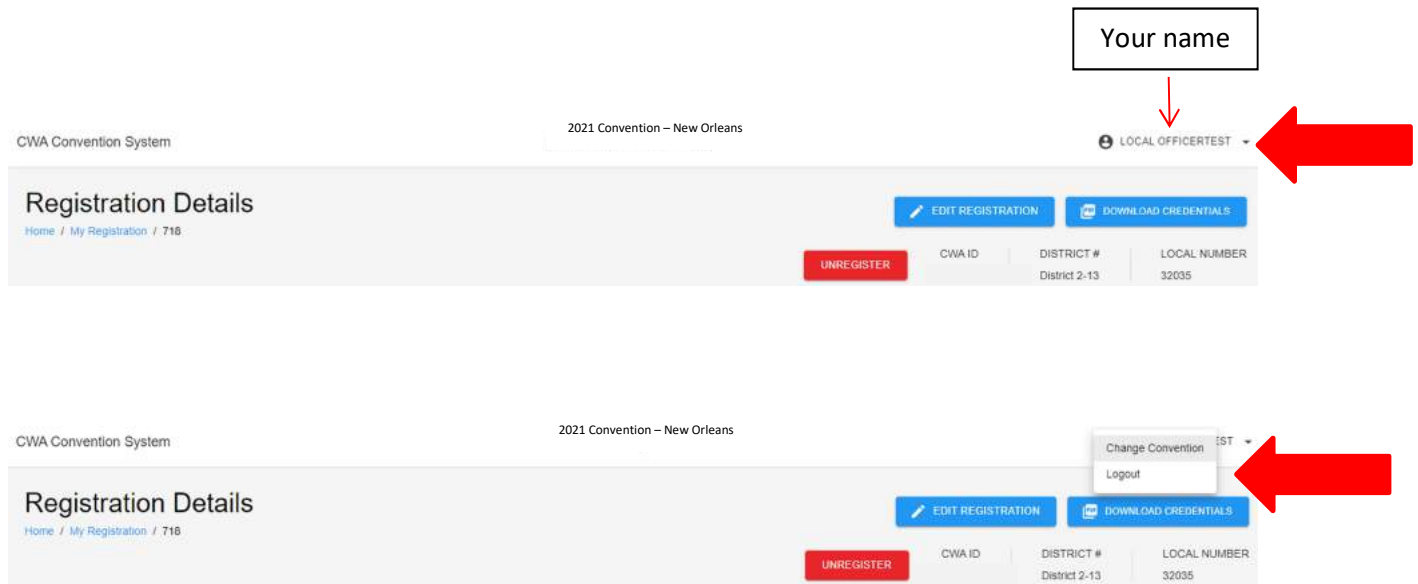 Your name
CWA Convention System
2021 Convention – New Orleans
LOCAL OFFICERTEST
Registration Details
EDIT REGISTRATION
DOWNLOAD CREDENTIALS
Home / My Registration / 718
UNREGISTER
CWA ID
DISTRICT #
LOCAL NUMBER
District 2-13
32035
CWA Convention System
2021 Convention – New Orleans
Change Convention
EST
Logout
Registration Details
EDIT REGISTRATION
DOWNLOAD CREDENTIALS
Home / My Registration / 718
UNREGISTER
CWA ID
DISTRICT #
LOCAL NUMBER
District 2-13
32035